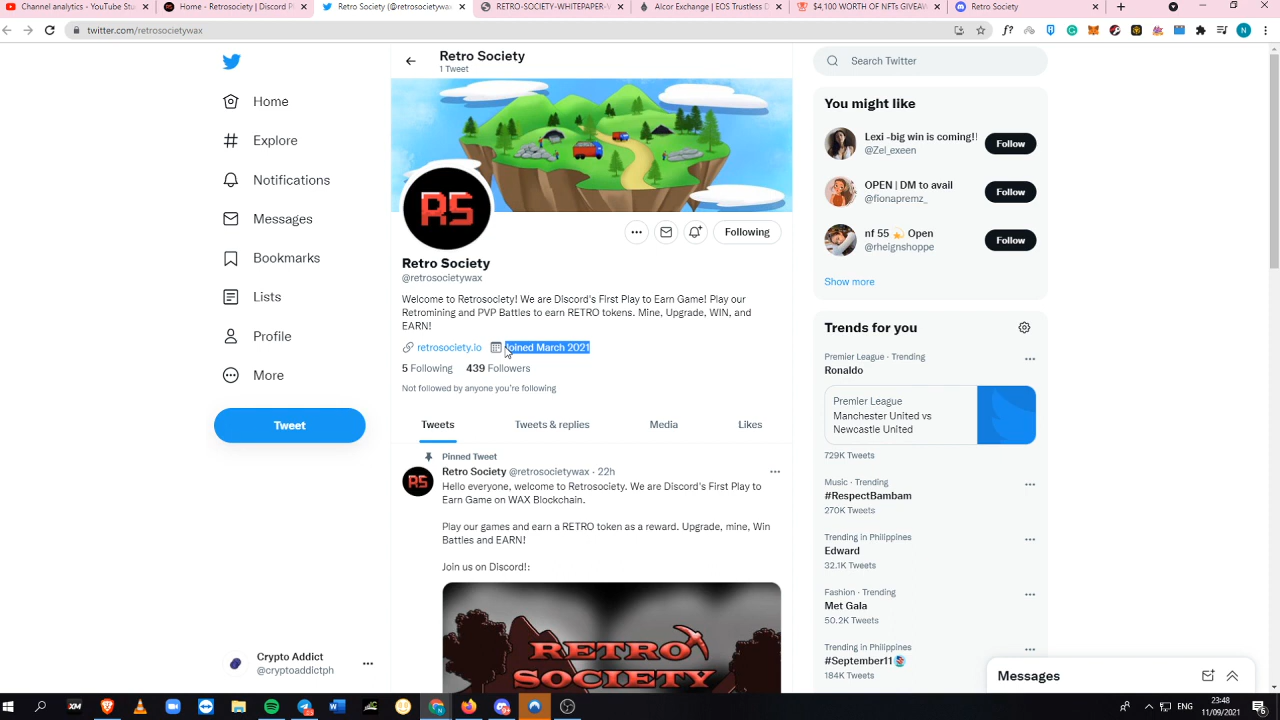 Channel content - YouTube Stu
Home - Retrosociety | Discord P
Retro Society (@retrosocietywax
RETRO-SOCIETY-WHITEPAPER-V
Alcor Exchange | EOS Trustless D
$4,100 WORTH OF NFTs GIVEAW
Retro Society
twitter.com/retrosocietywax
Retro Society
1 Tweet
Search Twitter
Home
Explore
Notifications
Messages
Bookmarks
Lists
Profile
More
Tweet
RS
Following
Retro Society
@retrosocietywax
Welcome to Retrosociety! We are Discord's First Play to Earn Game! Play our
Retromining and PVP Battles to earn RETRO tokens. Mine, Upgrade, WIN, and
EARN!
retrosociety.io Joined March 2021
5 Following 439 Followers
Not followed by anyone you're following
Tweets
Tweets & replies
Media
Likes
Pinned Tweet
RS
Retro Society @retrosocietywax · 22h
Hello everyone, welcome to Retrosociety. We are Discord's First Play to
Earn Game on WAX Blockchain.
Play our games and earn a RETRO token as a reward. Upgrade, mine, Win
Battles and EARN!
Join us on Discord!:
RETRO
SOCIETY
You might like
Lexi -big win is coming!!
@Zel_exeen
Follow
OPEN | DM to avail
@fionapremz_
Follow
nf 55 💫 Open
@rheignshoppe
Follow
Show more
Trends for you
Premier League · Trending
Ronaldo
Premier League
Manchester United vs
Newcastle United
729K Tweets
Music · Trending
#RespectBambam
270K Tweets
Trending in Philippines
Edward
32.1K Tweets
Fashion · Trending
Met Gala
50.2K Tweets
Trending in Philippines
#September11
184K Tweets
Messages
Crypto Addict
@cryptoaddictph
ENG
23:48
11/09/2021